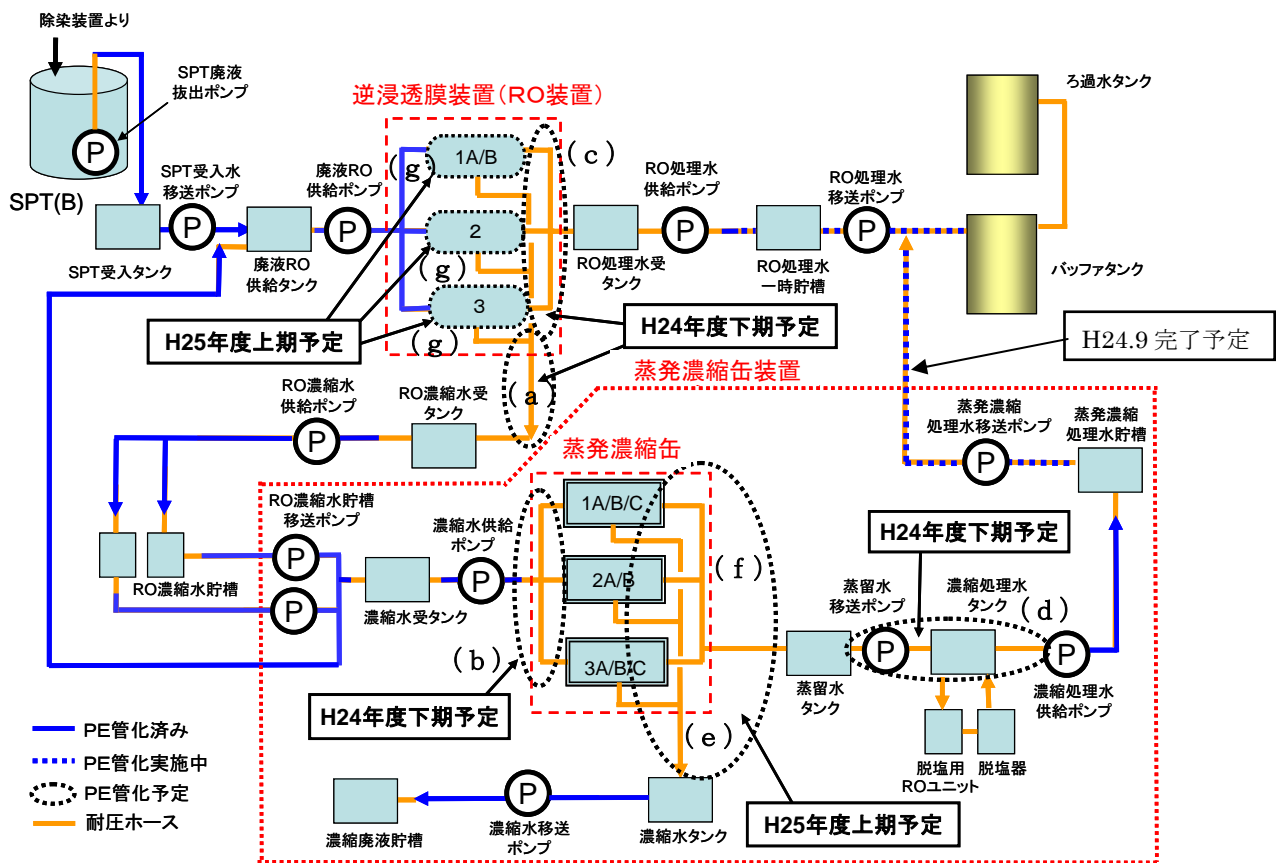 除染装置より
SPT廃液
抜出ポンプ
P
SPT(B)
SPT受入水
移送ポンプ
P
SPT受入タンク
廃液RO
供給ポンプ
P
廃液RO
供給タンク
逆浸透膜装置(RO装置)
1A/B
2
3
(g)
(g)
(g)
(c)
H25年度上期予定
H24年度下期予定
(a)
RO処理水受
タンク
RO処理水
供給ポンプ
P
RO処理水
一時貯槽
RO処理水
移送ポンプ
P
ろ過水タンク
バッファタンク
H24.9 完了予定
蒸発濃縮缶装置
RO濃縮水
供給ポンプ
P
RO濃縮水受
タンク
RO濃縮水貯槽
RO濃縮水貯槽
移送ポンプ
P
P
濃縮水受タンク
濃縮水供給
ポンプ
P
蒸発濃縮缶
1A/B/C
2A/B
3A/B/C
(b)
H24年度下期予定
(f)
(e)
H25年度上期予定
蒸発濃縮
処理水移送ポンプ
P
蒸発濃縮
処理水貯槽
H24年度下期予定
蒸留水
移送ポンプ
P
濃縮処理水
タンク
(d)
P
蒸留水
タンク
濃縮処理水
供給ポンプ
脱塩用
ROユニット
脱塩器
濃縮廃液貯槽
P
濃縮水移送
ポンプ
濃縮水タンク
PE管化済み
PE管化実施中
PE管化予定
耐圧ホース